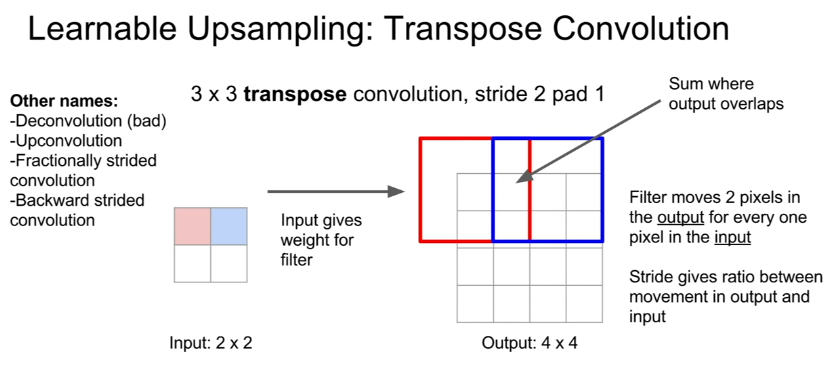 Learnable Upsampling: Transpose Convolution
Other names:
-Deconvolution (bad)
-Upconvolution
-Fractionally strided
convolution
-Backward strided
convolution
3 x 3 transpose convolution, stride 2 pad 1
Sum where
output overlaps
Input gives
weight for
filter
Filter moves 2 pixels in
the output for every one
pixel in the input
Stride gives ratio between
movement in output and
input
Input: 2 x 2
Output: 4 x 4